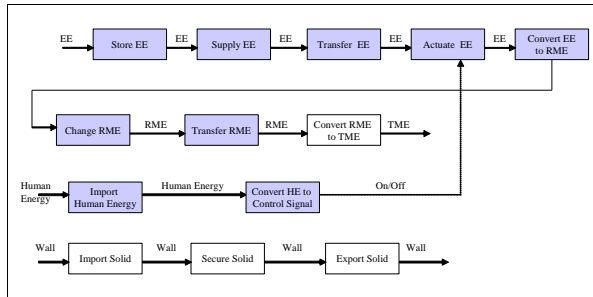 EE
Store EE
EE
Supply EE
EE
Transfer EE
EE
Actuate EE
EE
Convert EE
to RME
Change RME
RME
Transfer RME
RME
Convert RME
to TME
TME
Human
Energy
Import
Human Energy
Human Energy
Convert HE to
Control Signal
On/Off
Wall
Import Solid
Wall
Secure Solid
Wall
Export Solid
Wall